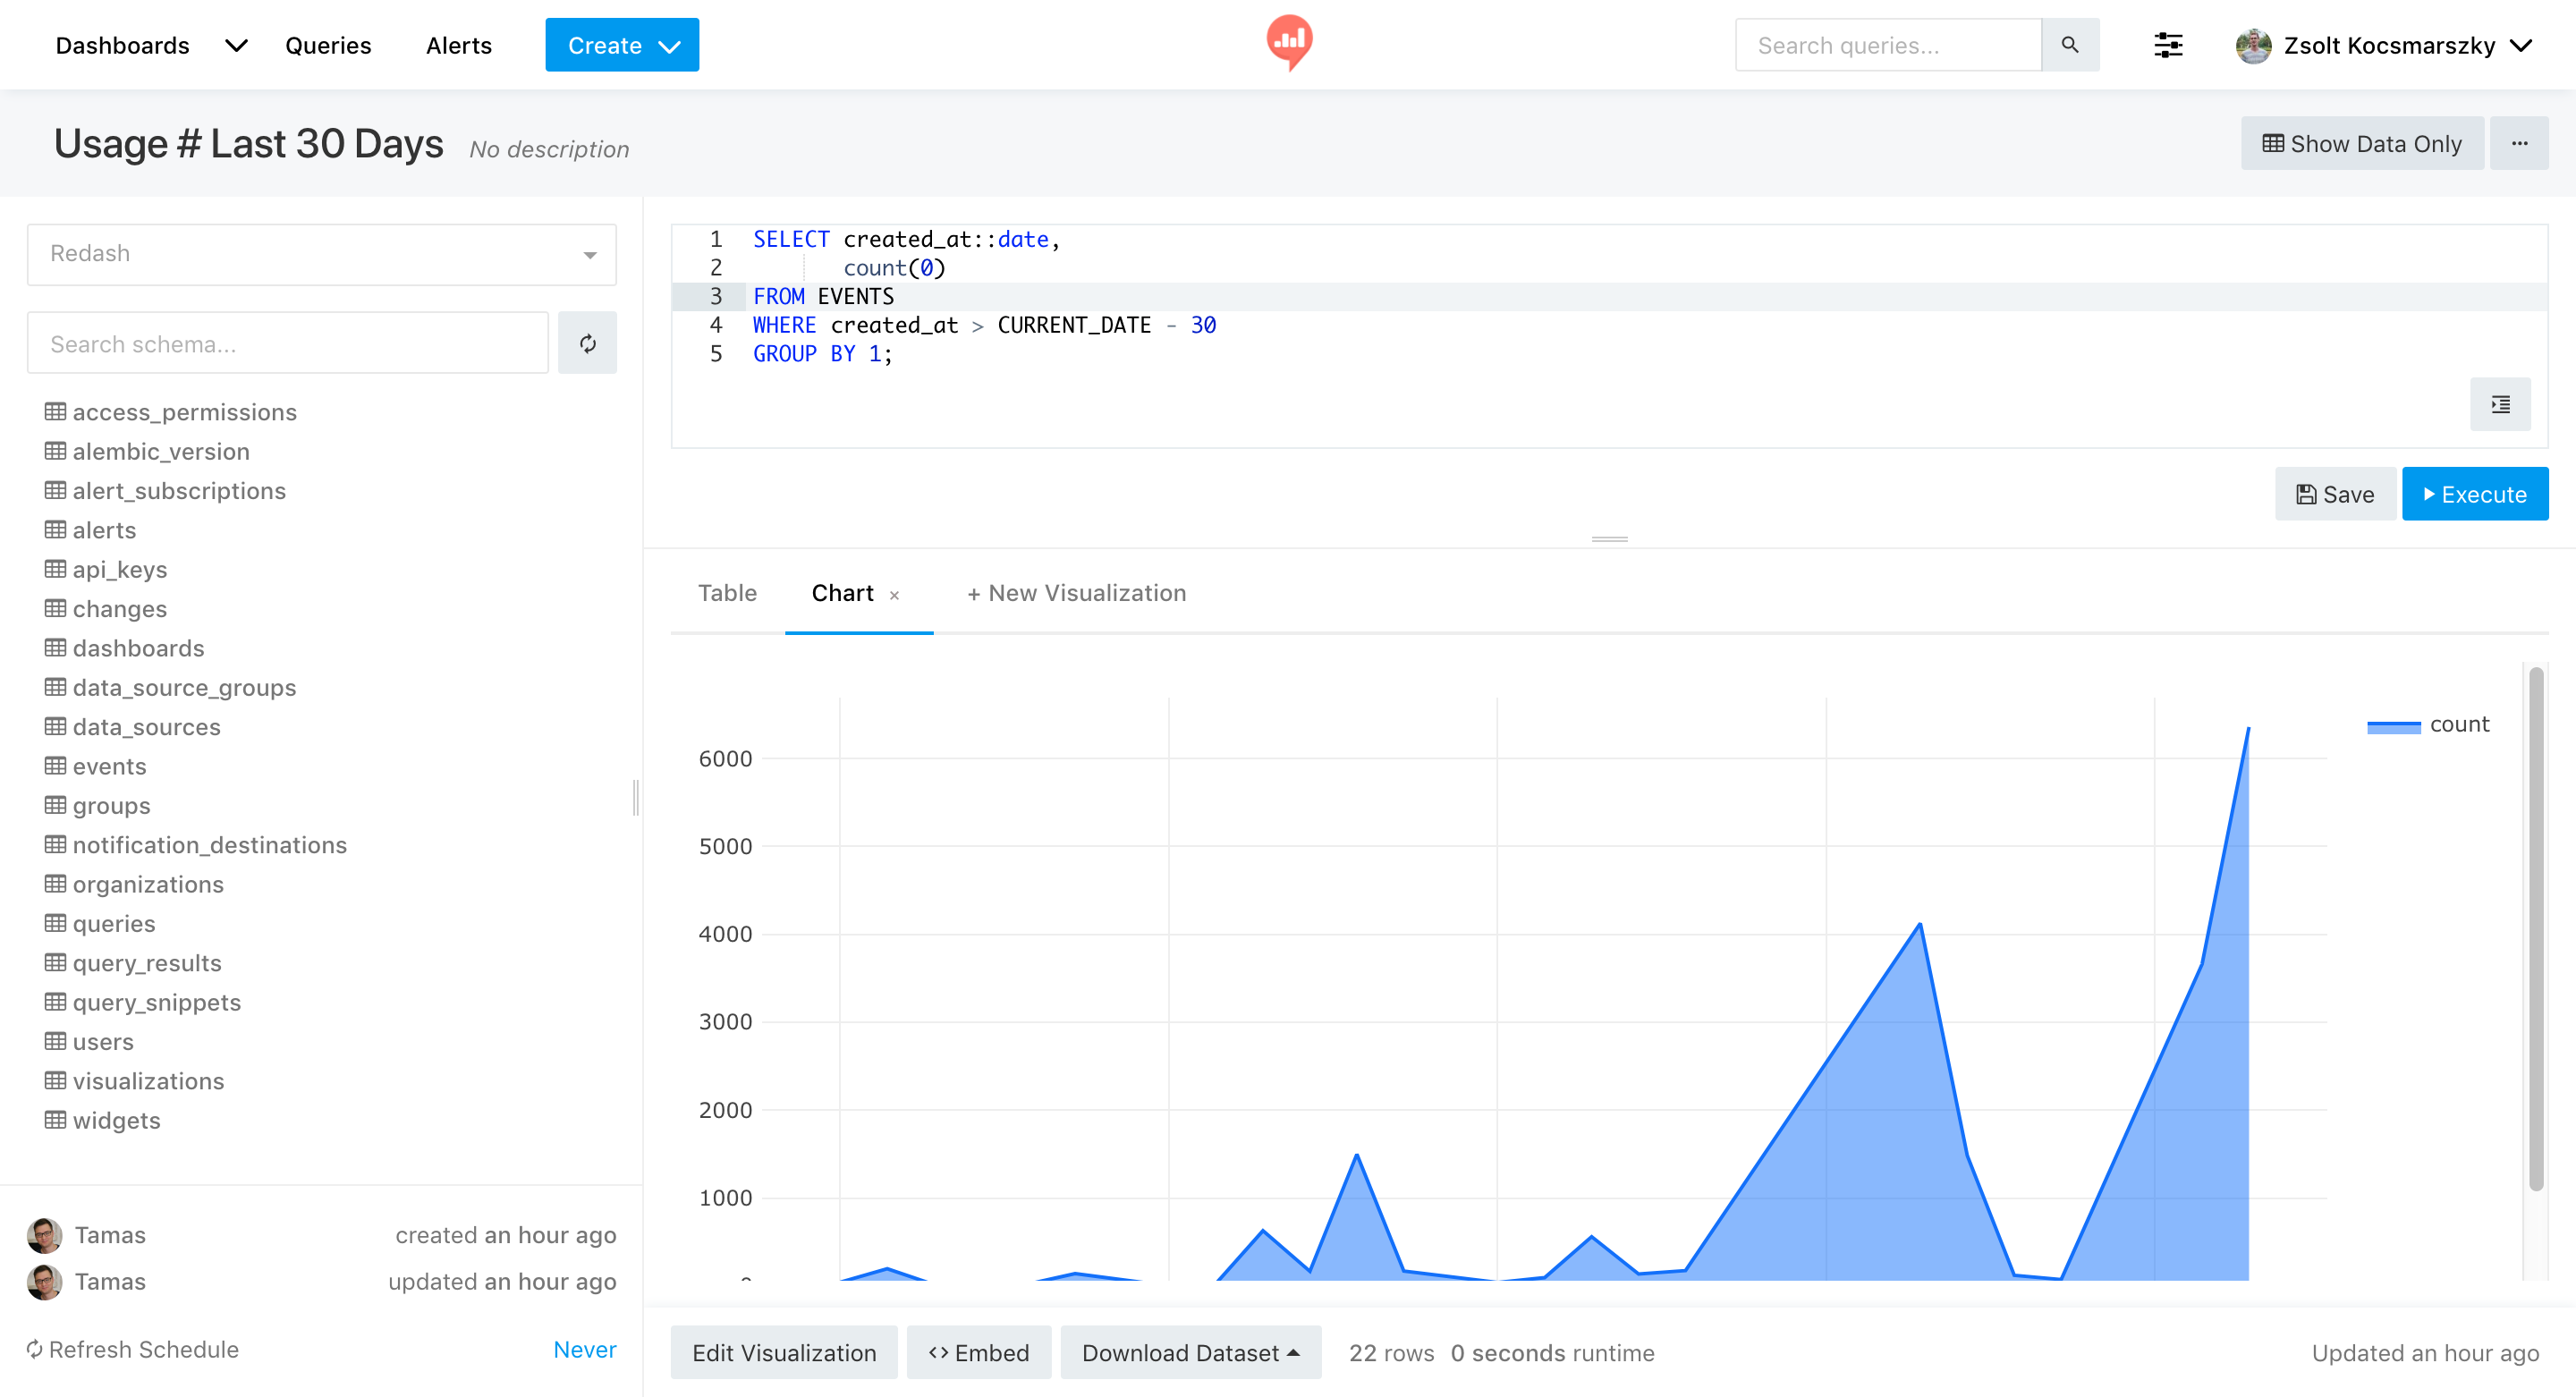 Dashboards Queries Alerts Create Search queries... Zsolt Kocsmarszky
Usage # Last 30 Days No description Show Data Only ...
Redash
Search schema...
access_permissions
alembic_version
alert_subscriptions
alerts
api_keys
changes
dashboards
data_source_groups
data_sources
events
groups
notification_destinations
organizations
queries
query_results
query_snippets
users
visualizations
widgets
Tamas created an hour ago
Tamas updated an hour ago
Refresh Schedule Never
1 SELECT created_at::date,
2 count(0)
3 FROM EVENTS
4 WHERE created_at > CURRENT_DATE - 30
5 GROUP BY 1;
Save Execute
Table Chart × + New Visualization
count
6000
5000
4000
3000
2000
1000
0
Edit Visualization <> Embed Download Dataset 22 rows 0 seconds runtime Updated an hour ago